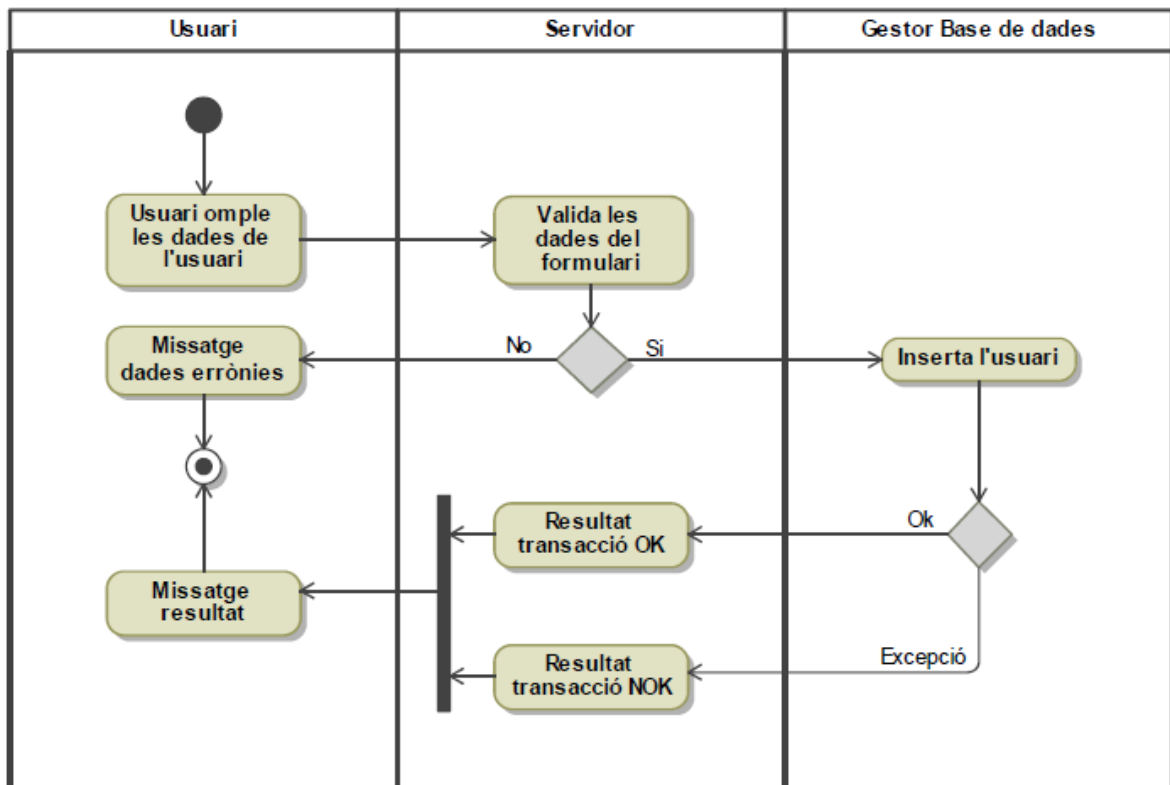 Usuari
Servidor
Gestor Base de dades
Usuari omple
les dades de
l'usuari
Valida les
dades del
formulari
Missatge
dades errònies
No
Si
Inserta l'usuari
Resultat
transacció OK
Ok
Missatge
resultat
Resultat
transacció NOK
Excepció